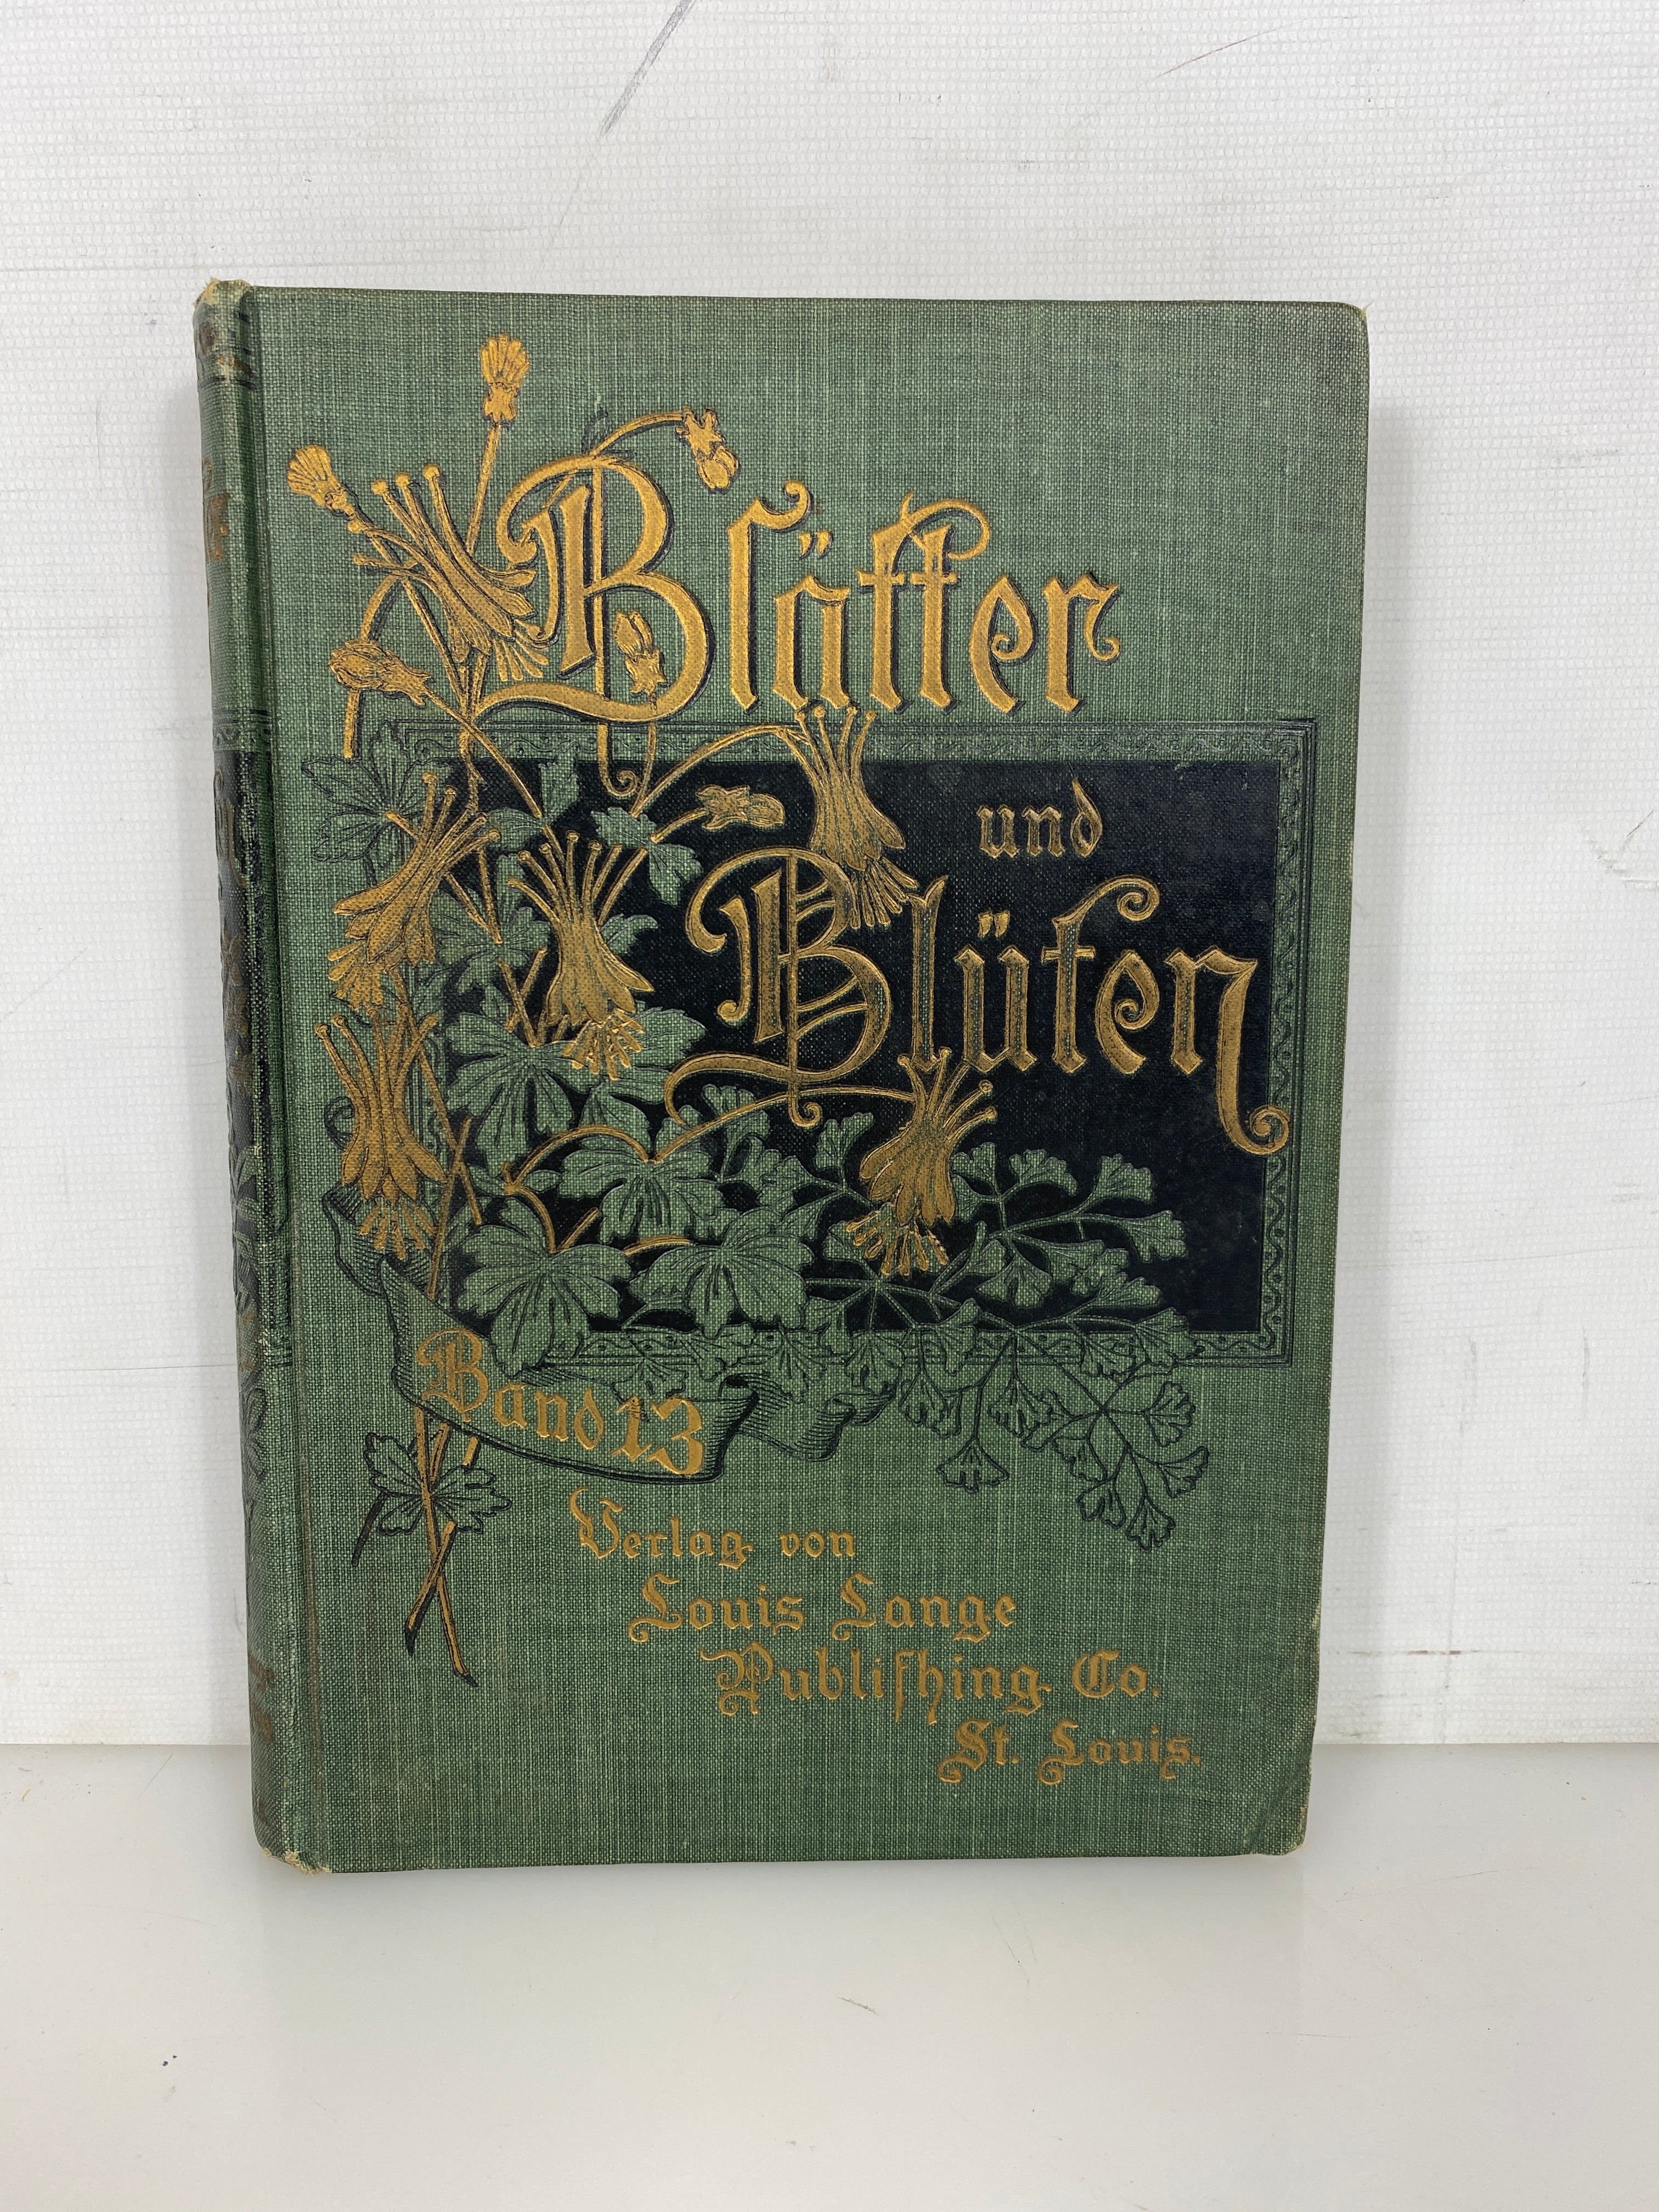 Blätter
und
Blüten
Band 13
Verlag von
Louis Lange
Publishing Co.
St. Louis.